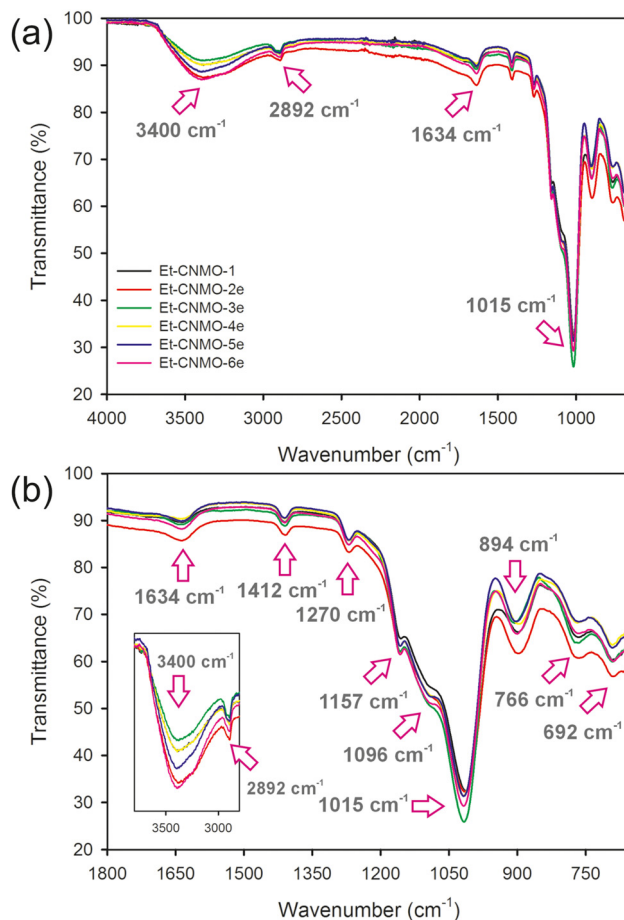 (a)
100
90
80
70
60
50
40
30
20
Transmittance (%)
3400 cm⁻¹
2892 cm⁻¹
1634 cm⁻¹
1015 cm⁻¹
Et-CNMO-1
Et-CNMO-2e
Et-CNMO-3e
Et-CNMO-4e
Et-CNMO-5e
Et-CNMO-6e
4000 3500 3000 2500 2000 1500 1000
Wavenumber (cm⁻¹)
(b)
100
90
80
70
60
50
40
30
20
Transmittance (%)
1634 cm⁻¹
1412 cm⁻¹
1270 cm⁻¹
894 cm⁻¹
3400 cm⁻¹
2892 cm⁻¹
3500 3000
1157 cm⁻¹
1096 cm⁻¹
1015 cm⁻¹
766 cm⁻¹
692 cm⁻¹
1800 1650 1500 1350 1200 1050 900 750
Wavenumber (cm⁻¹)